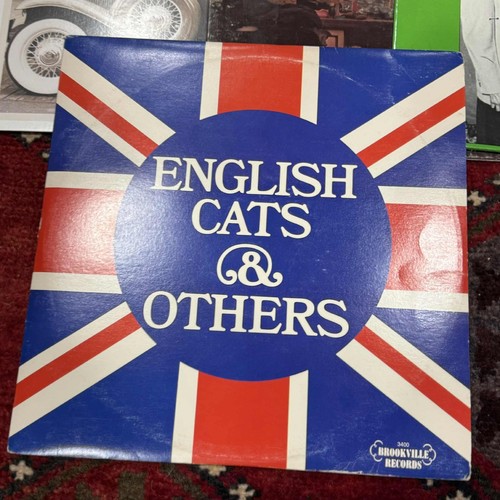 ENGLISH
CATS
&
OTHERS
3400
BROOKVILLE
RECORDS